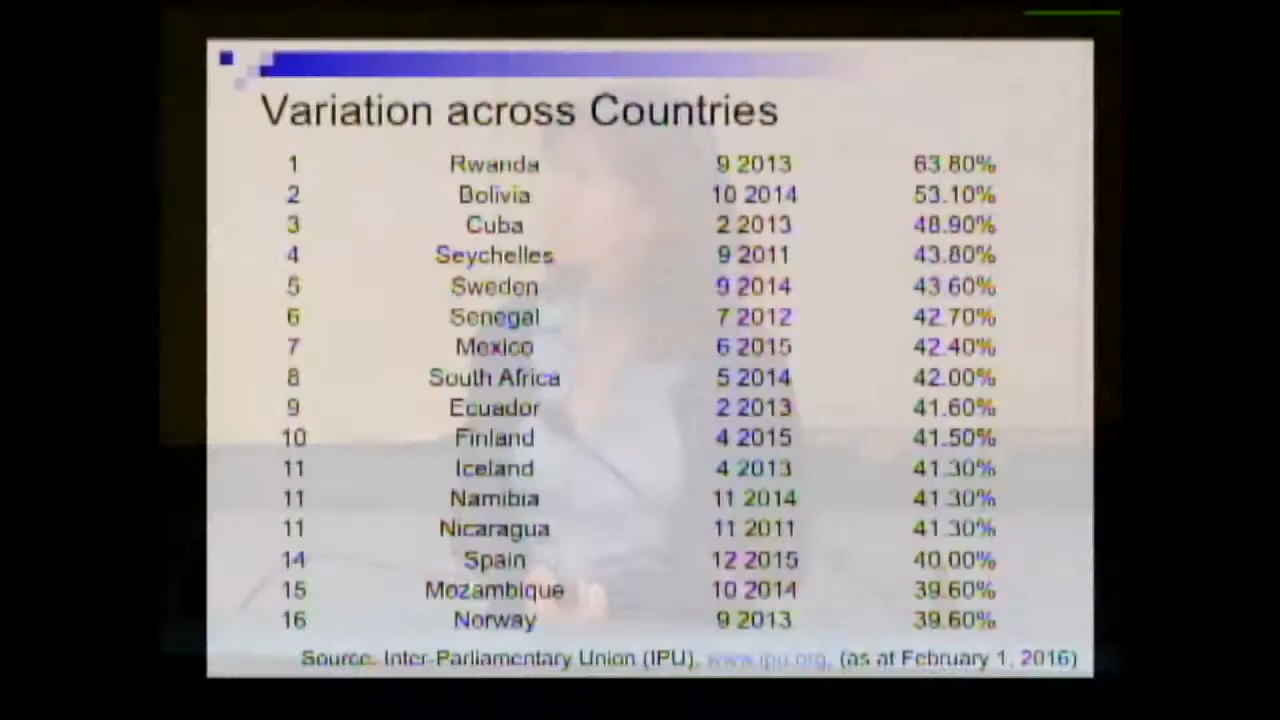 Variation across Countries
1 Rwanda 9 2013 63.80%
2 Bolivia 10 2014 53.10%
3 Cuba 2 2013 48.90%
4 Seychelles 9 2011 43.80%
5 Sweden 9 2014 43.60%
6 Senegal 7 2012 42.70%
7 Mexico 6 2015 42.40%
8 South Africa 5 2014 42.00%
9 Ecuador 2 2013 41.60%
10 Finland 4 2015 41.50%
11 Iceland 4 2013 41.30%
11 Namibia 11 2014 41.30%
11 Nicaragua 11 2011 41.30%
14 Spain 12 2015 40.00%
15 Mozambique 10 2014 39.60%
16 Norway 9 2013 39.60%
Source. Inter-Parliamentary Union (IPU), www.ipu.org, (as at February 1, 2016)